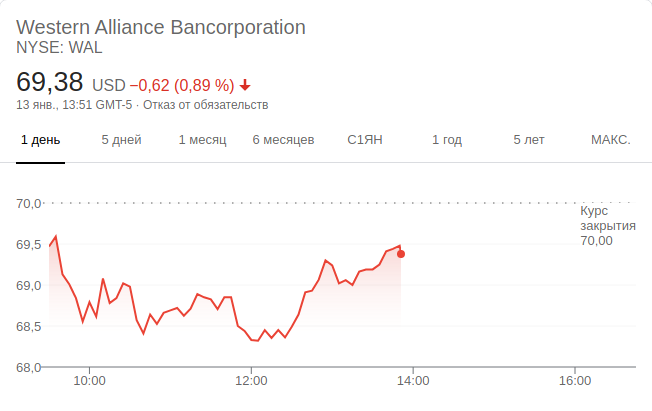 Western Alliance Bancorporation
NYSE: WAL
69,38 USD −0,62 (0,89 %)
13 янв., 13:51 GMT-5 · Отказ от обязательств
1 день 5 дней 1 месяц 6 месяцев С1ЯН 1 год 5 лет МАКС.
70,0
Курс
закрытия
70,00
69,5
69,0
68,5
68,0
10:00 12:00 14:00 16:00